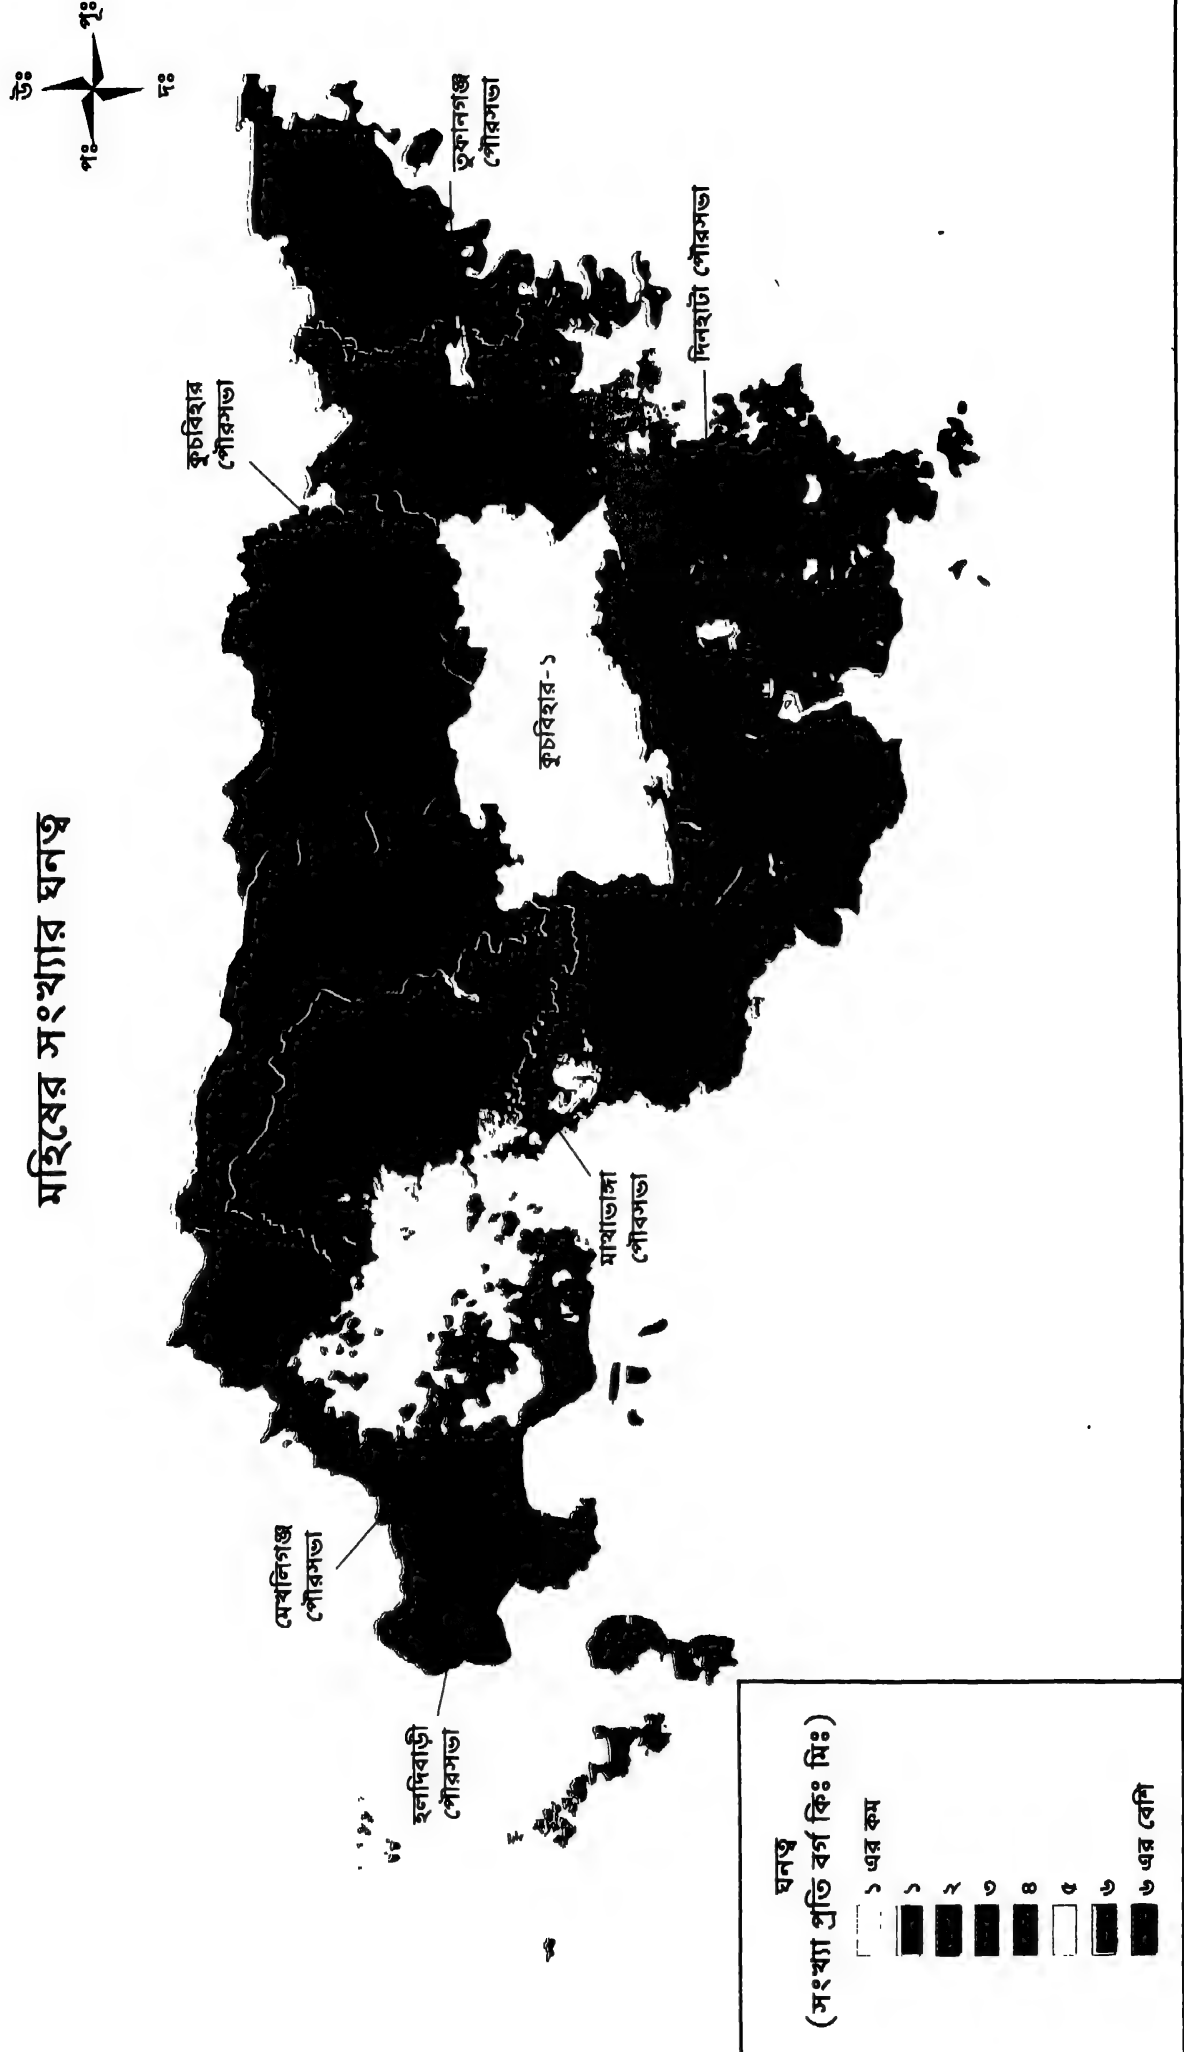 মহিষের সংখ্যার ঘনত্ব
উঃ
পঃ
পূঃ
দঃ
কুচবিহার
পৌরসভা
তুফানগঞ্জ
পৌরসভা
দিনহাটা পৌরসভা
কুচবিহার-১
মাথাভাঙ্গা
পৌরসভা
মেখলিগঞ্জ
পৌরসভা
হলদিবাড়ী
পৌরসভা
ঘনত্ব
(সংখ্যা প্রতি বর্গ কিঃ মিঃ)
১ এর কম
১
২
৩
৪
৫
৬
৬ এর বেশি